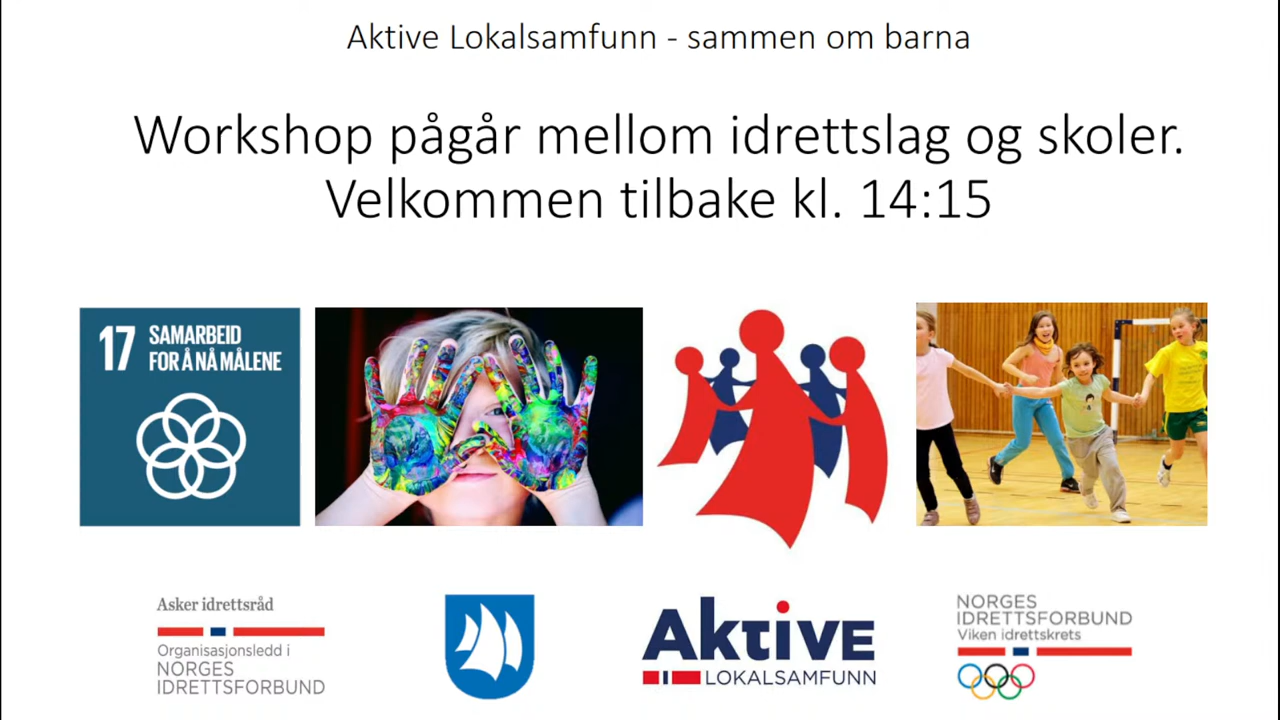 Aktive Lokalsamfunn - sammen om barna
Workshop pågår mellom idrettslag og skoler.
Velkommen tilbake kl. 14:15
17 SAMARBEID
FOR Å NÅ MÅLENE
Asker idrettsråd
Organisasjonsledd i
NORGES
IDRETTSFORBUND
Aktive
LOKALSAMFUNN
NORGES
IDRETTSFORBUND
Viken idrettskrets